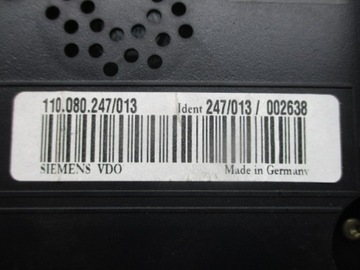 110.080.247/013 Ident 247/013 / 002638
SIEMENS VDO Made in Germany